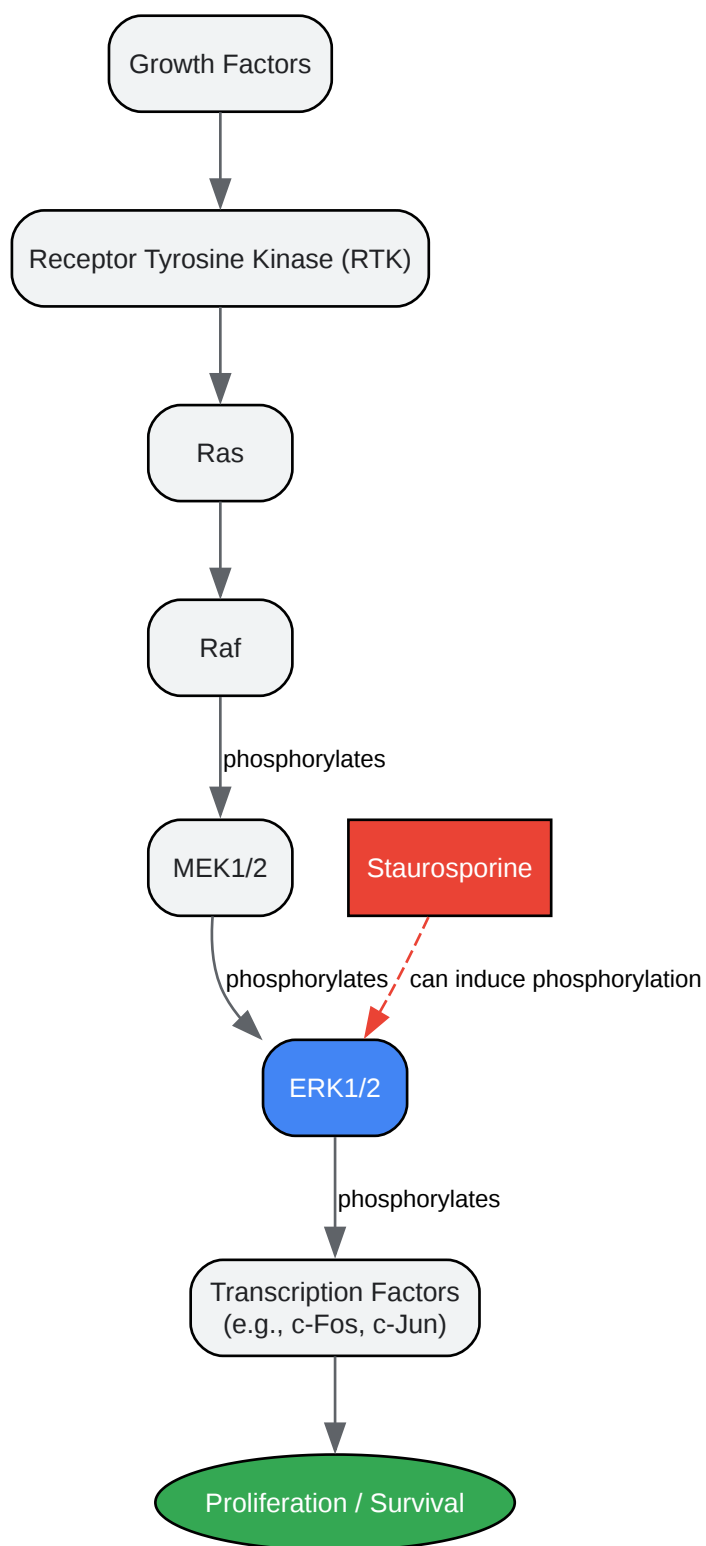 Growth Factors
Receptor Tyrosine Kinase (RTK)
Ras
Raf
phosphorylates
MEK1/2
Staurosporine
phosphorylates
can induce phosphorylation
ERK1/2
phosphorylates
Transcription Factors
(e.g., c-Fos, c-Jun)
Proliferation / Survival